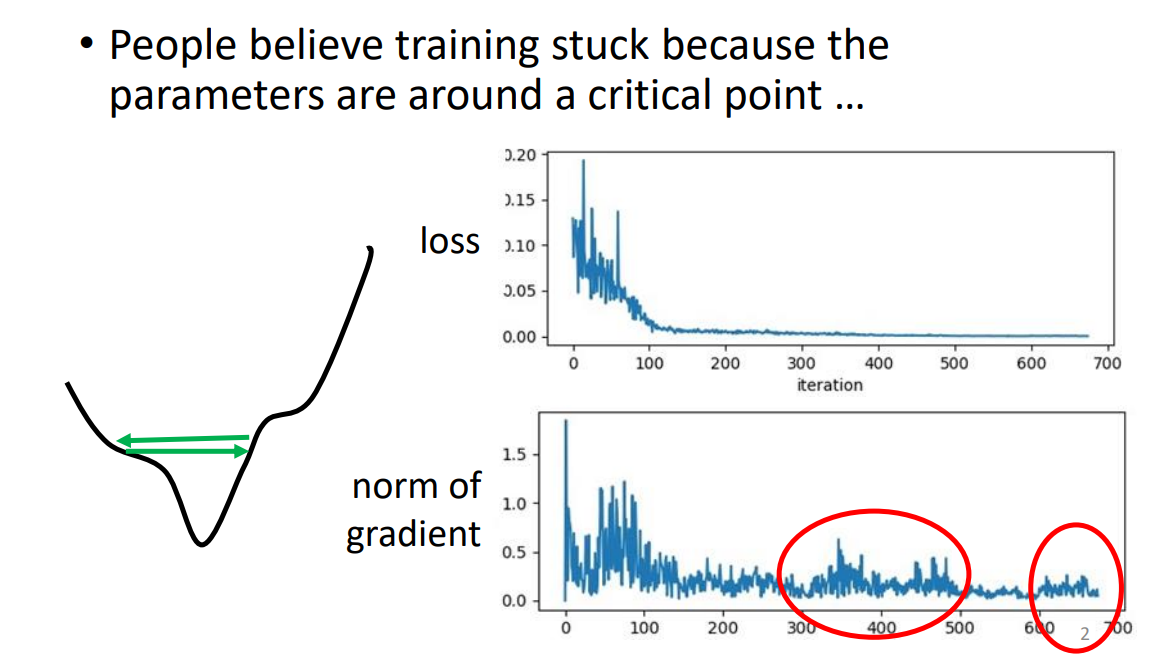 • People believe training stuck because the
parameters are around a critical point …
loss
0.20
0.15
0.10
0.05
0.00
0 100 200 300 400 500 600 700
iteration
norm of
gradient
1.5
1.0
0.5
0.0
0 100 200 300 400 500 600 700
2